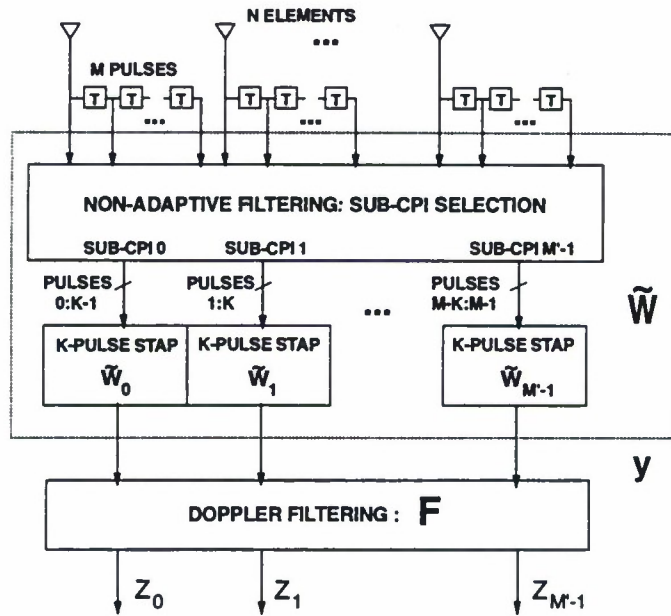 N ELEMENTS
...
M PULSES
T T T T T T T T T
... ... ...
NON-ADAPTIVE FILTERING: SUB-CPI SELECTION
SUB-CPI 0 SUB-CPI 1 SUB-CPI M'-1
PULSES 0:K-1 PULSES 1:K ... PULSES M-K:M-1
W̃
K-PULSE STAP K-PULSE STAP K-PULSE STAP
W̃0 W̃1 W̃M'-1
y
DOPPLER FILTERING : F
Z0 Z1 ZM'-1